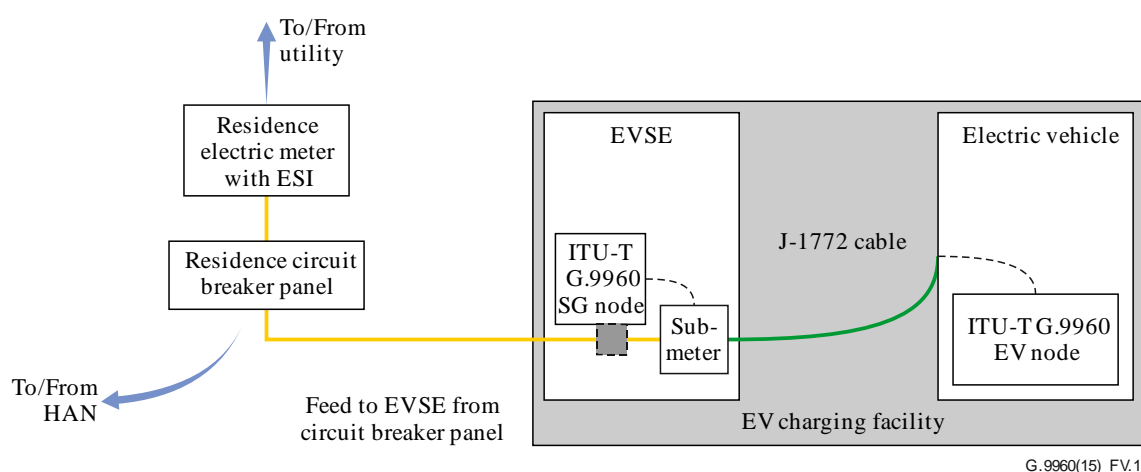 To/From
utility
Residence
electric meter
with ESI
Residence circuit
breaker panel
To/From
HAN
Feed to EVSE from
circuit breaker panel
EVSE
ITU-T
G.9960
SG node
Sub-
meter
J-1772 cable
Electric vehicle
ITU-T G.9960
EV node
EV charging facility
G.9960(15)_FV.1